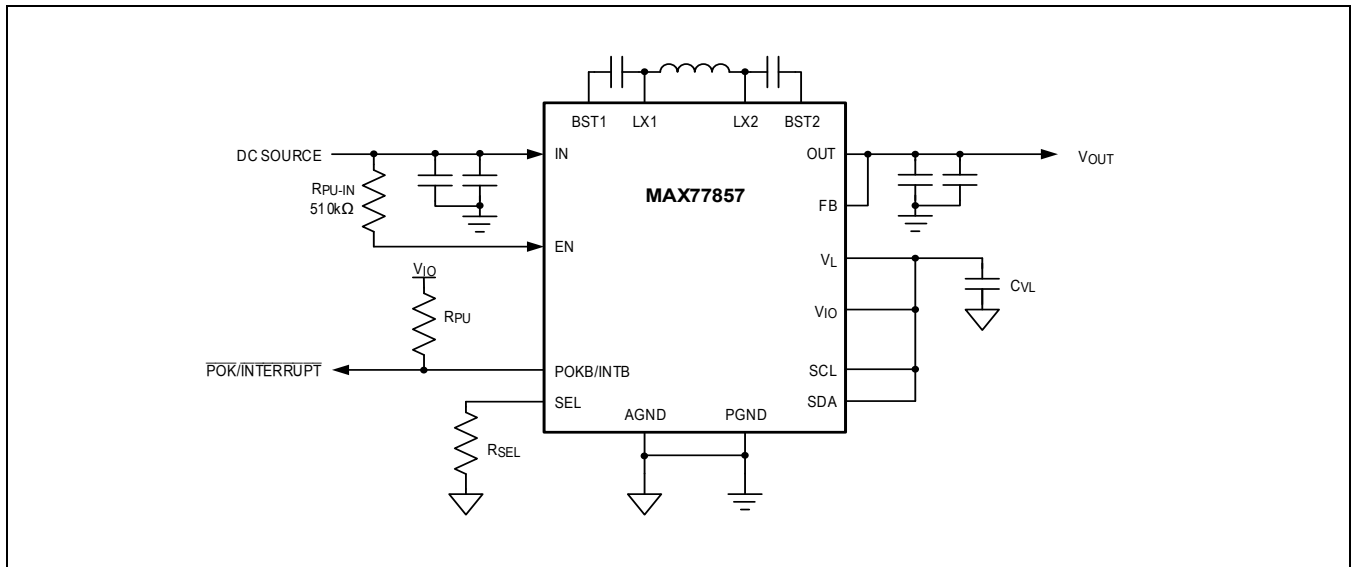 BST1 LX1 LX2 BST2
DC SOURCE
IN
OUT
VOUT
RPU-IN
510kΩ
MAX77857
FB
EN
VL
CVL
VIO
RPU
VIO
POK/INTERRUPT
POKB/INTB
SCL
SEL
SDA
AGND PGND
RSEL